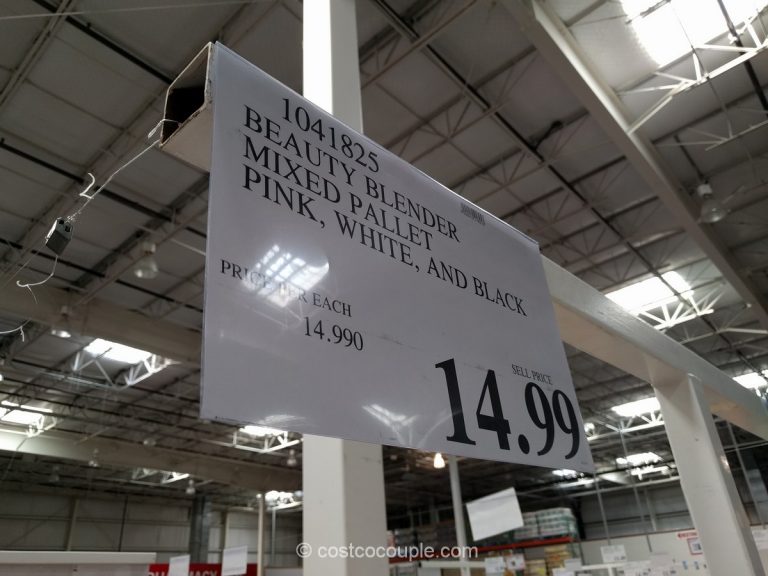 1041825
BEAUTY BLENDER
MIXED PALLET
PINK, WHITE, AND BLACK
PRICE PER EACH
14.990
SELL PRICE
14.99
PHARMACY
© costcocouple.com